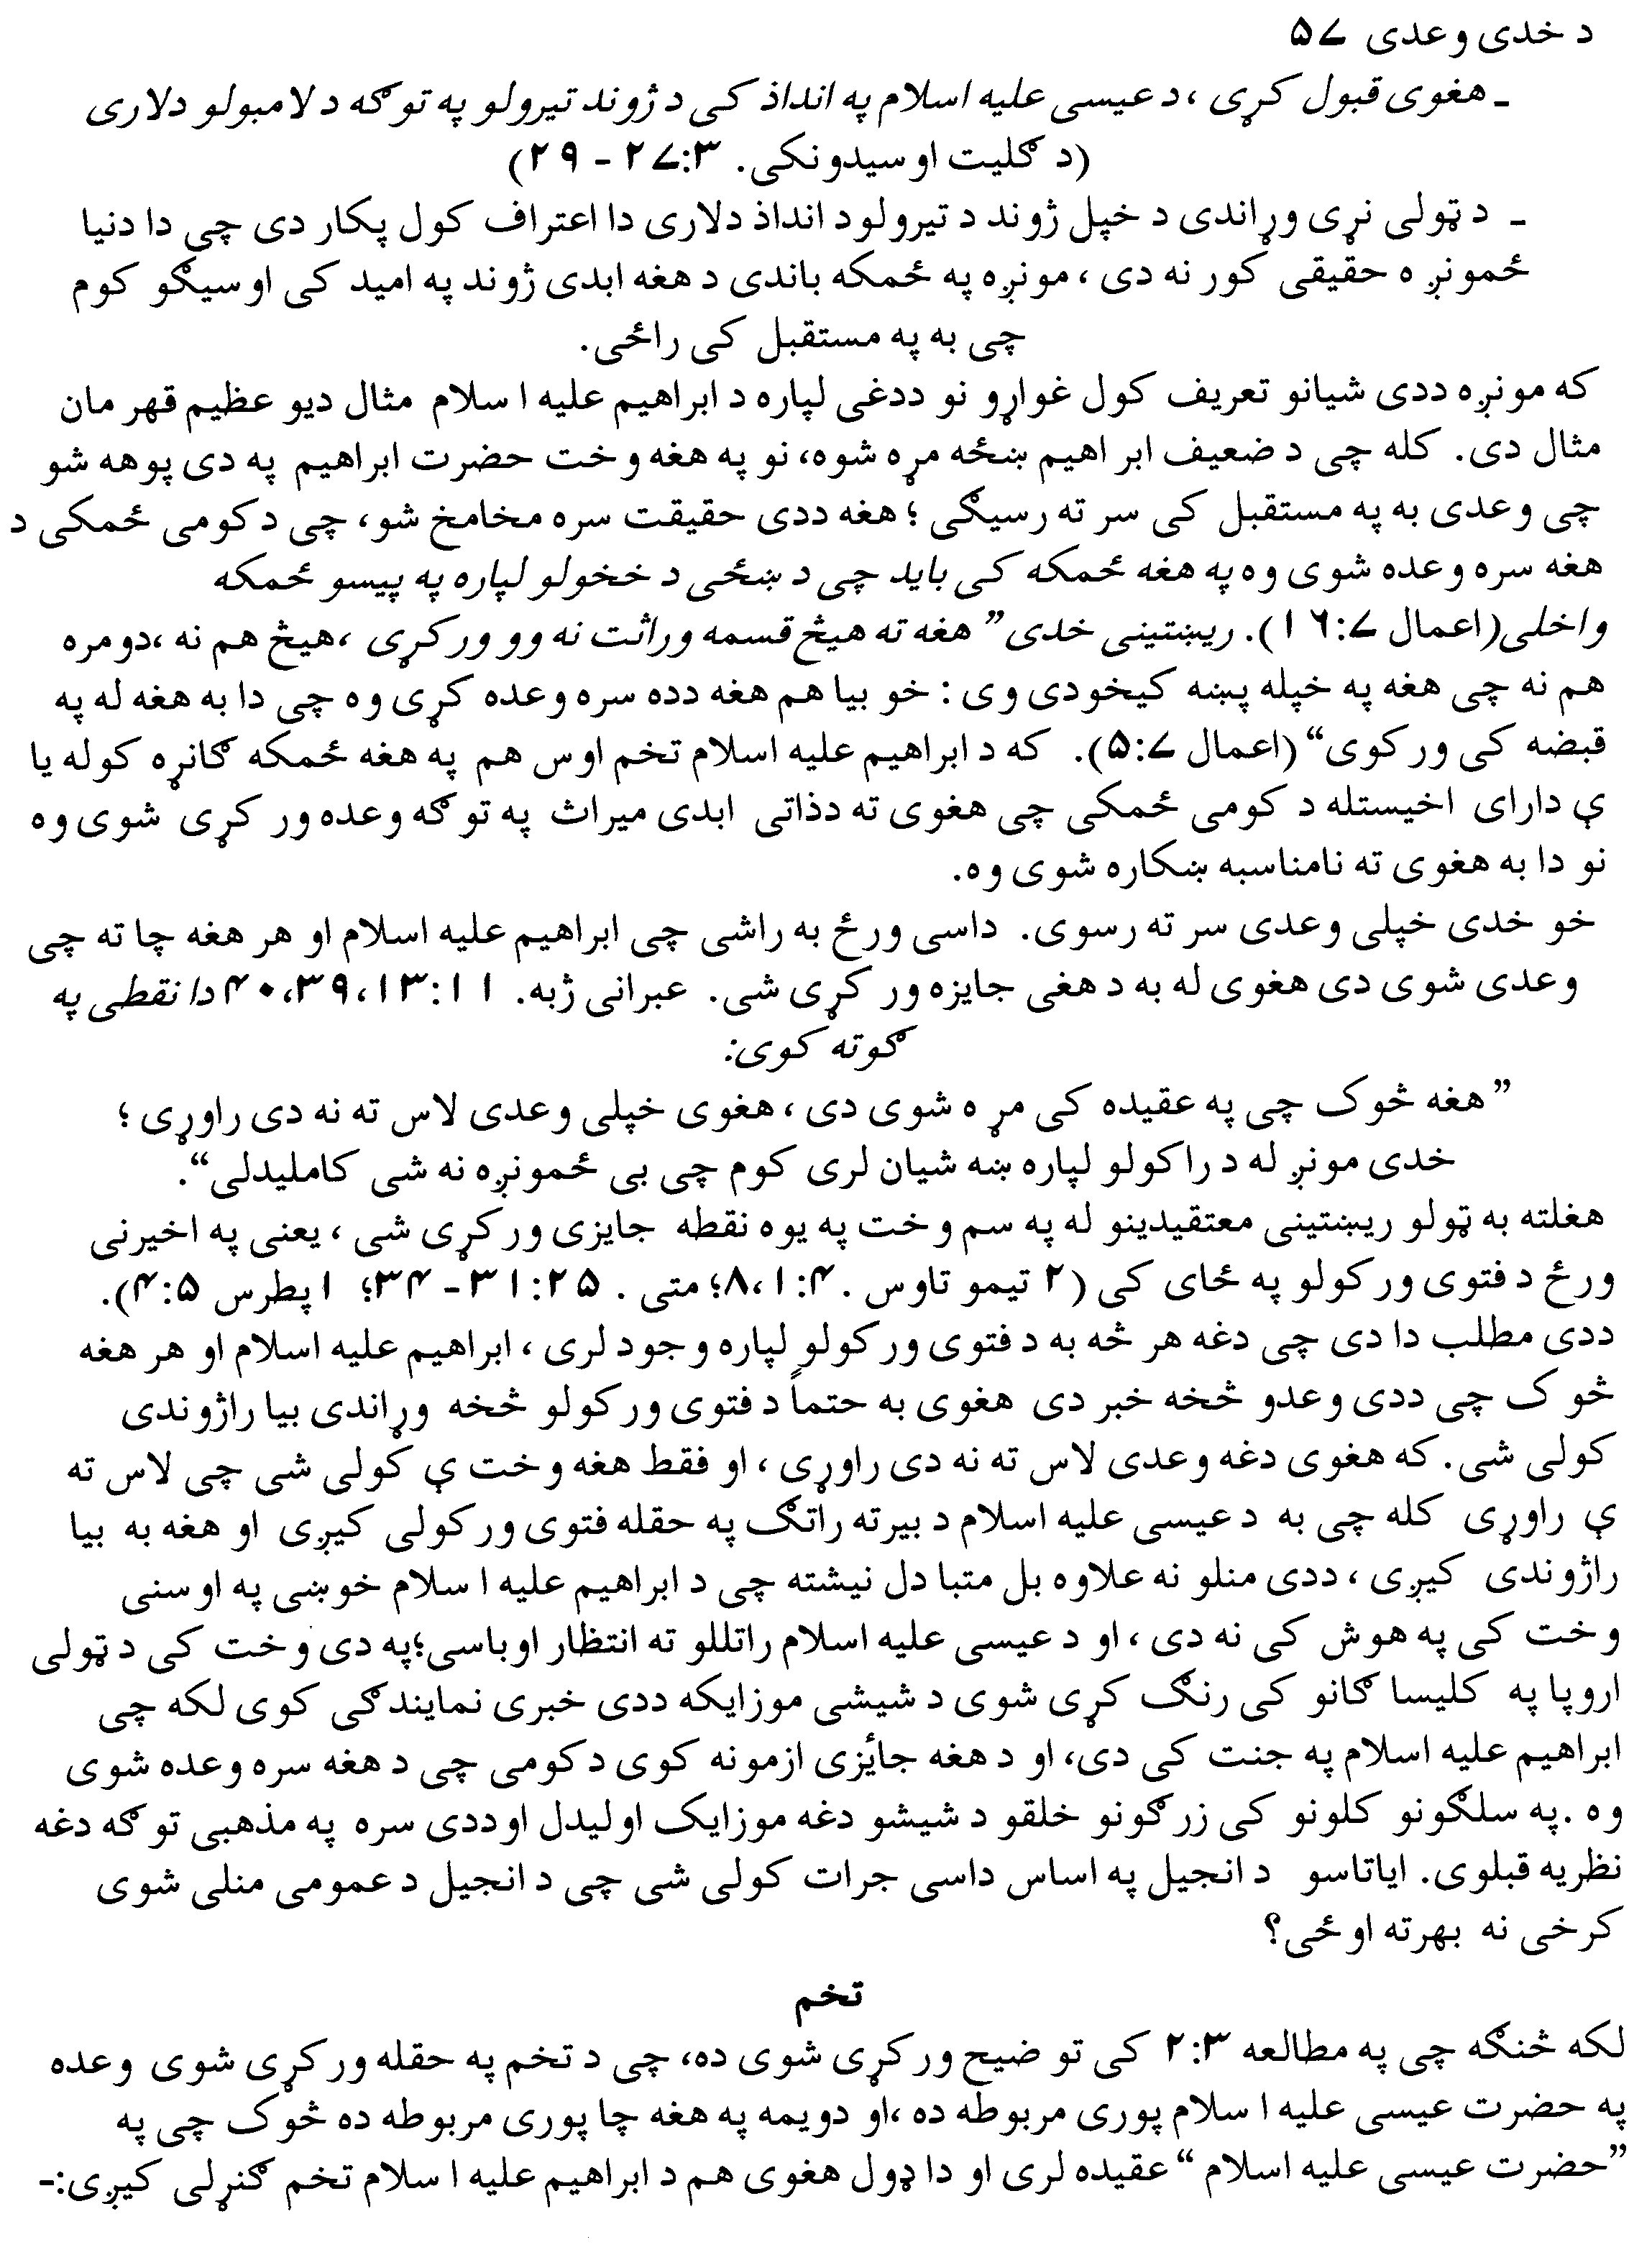 د خدی وعدی ۵۷
ـ هغوی قبول کړی ، د عیسی علیه اسلام په انداذ کی د ژوند تیرولو په توګه د لامبولو دلاری
(د ګلیت اوسیدونکی. ۳:۲۷ - ۲۹)
ـ د ټولی نړی وړاندی د خپل ژوند د تیرولود انداذ دلاری دا اعتراف کول پکار دی چی دا دنیا
ځمونږ ه حقیقی کور نه دی ، مونږه په ځمکه باندی د هغه ابدی ژوند په امید کی اوسیګو کوم
چی به په مستقبل کی راځی.
که مونږه ددی شیانو تعریف کول غواړو نو ددغی لپاره د ابراهیم علیه ا سلام مثال دیو عظیم قهر مان
مثال دی. کله چی د ضعیف ابر اهیم ښځه مړه شوه، نو په هغه وخت حضرت ابراهیم په دی پوهه شو
چی وعدی به په مستقبل کی سر ته رسیګی ؛ هغه ددی حقیقت سره مخامخ شو، چی د کومی ځمکی د
هغه سره وعده شوی وه په هغه ځمکه کی باید چی د ښځی د خخولو لپاره په پیسو ځمکه
واخلی(اعمال ۷:۱٦). ریښتینی خدی ” هغه ته هیڅ قسمه وراثت نه وو ورکړی ،هیڅ هم نه ،دومره
هم نه چی هغه په خپله پښه کیخودی وی : خو بیا هم هغه دده سره وعده کړی وه چی دا به هغه له په
قبضه کی ورکوی“ (اعمال ۷:۵). که د ابراهیم علیه اسلام تخم اوس هم په هغه ځمکه ګانړه کوله یا
ې دارای اخیستله د کومی ځمکی چی هغوی ته دذاتی ابدی میراث په توګه وعده ور کړی شوی وه
نو دا به هغوی ته نامناسبه ښکاره شوی وه.
خو خدی خپلی وعدی سر ته رسوی. داسی ورځ به راشی چی ابراهیم علیه اسلام او هر هغه چا ته چی
وعدی شوی دی هغوی له به د هغی جایزه ور کړی شی. عبرانی ژبه. ۱۱:۱۳،۳۹،۴۰ دا نقطی په
ګوته کوی:
”هغه څوک چی په عقیده کی مړ ه شوی دی ، هغوی خپلی وعدی لاس ته نه دی راوړی ؛
خدی مونږ له د راکولو لپاره ښه شیان لری کوم چی بی ځمونږه نه شی کاملیدلی“.
هغلته به ټولو ریښتینی معتقیدینو له په سم وخت په یوه نقطه جایزی ورکړی شی ، یعنی په اخیرنی
ورځ د فتوی ورکولو په ځای کی (۲ تیمو تاوس .۴:۱،۸؛ متی . ۲۵:۳۱-۳۴؛ ۱پطرس ۵:۴).
ددی مطلب دا دی چی دغه هر څه به د فتوی ورکولو لپاره وجود لری ، ابراهیم علیه اسلام او هر هغه
څوک چی ددی وعدو څخه خبر دی هغوی به حتماً د فتوی ورکولو څخه وړاندی بیا راژوندی
کولی شی. که هغوی دغه وعدی لاس ته نه دی راوړی ، او فقط هغه وخت ې کولی شی چی لاس ته
ې راوړی کله چی به د عیسی علیه اسلام د بیرته راتګ په حقله فتوی ورکولی کیږی او هغه به بیا
راژوندی کیږی ، ددی منلو نه علاوه بل متبا دل نیشته چی د ابراهیم علیه ا سلام خوښی په اوسنی
وخت کی په هوش کی نه دی ، او د عیسی علیه اسلام راتللو ته انتظار اوباسی؛په دی وخت کی د ټولی
اروپا په کلیسا ګانو کی رنګ کړی شوی د شیشی موزایکه ددی خبری نمایندګی کوی لکه چی
ابراهیم علیه اسلام په جنت کی دی، او د هغه جائزی ازمونه کوی د کومی چی د هغه سره وعده شوی
وه .په سلګونو کلونو کی زرګونو خلقو د شیشو دغه موزایک اولیدل اوددی سره په مذهبی توګه دغه
نظریه قبلوی. ایاتاسو د انجیل په اساس داسی جرات کولی شی چی د انجیل د عمومی منلی شوی
کرخی نه بهرته اوځی؟
تخم
لکه څنګه چی په مطالعه ۲:۳ کی تو ضیح ورکړی شوی ده، چی د تخم په حقله ورکړی شوی وعده
په حضرت عیسی علیه ا سلام پوری مربوطه ده ،او دویمه په هغه چا پوری مربوطه ده څوک چی په
”حضرت عیسی علیه اسلام “ عقیده لری او دا ډول هغوی هم د ابراهیم علیه ا سلام تخم ګنړلی کیږی:-